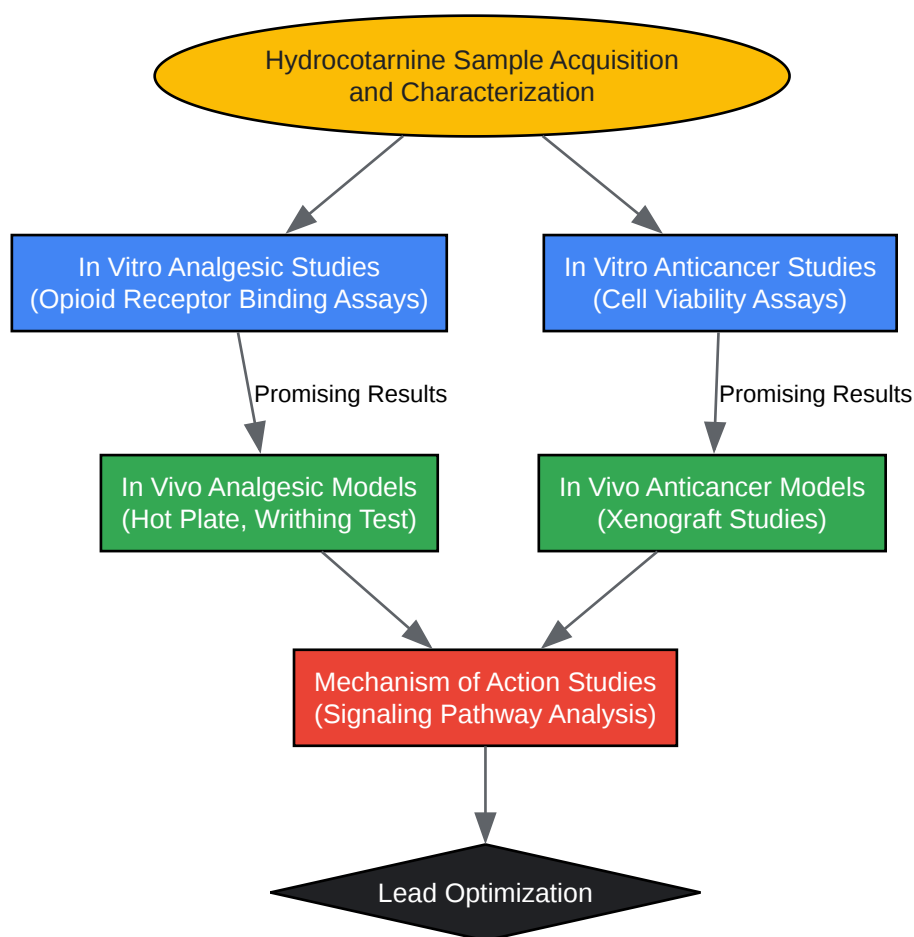 Hydrocotarnine Sample Acquisition
and Characterization
In Vitro Analgesic Studies
(Opioid Receptor Binding Assays)
In Vitro Anticancer Studies
(Cell Viability Assays)
Promising Results
Promising Results
In Vivo Analgesic Models
(Hot Plate, Writhing Test)
In Vivo Anticancer Models
(Xenograft Studies)
Mechanism of Action Studies
(Signaling Pathway Analysis)
Lead Optimization